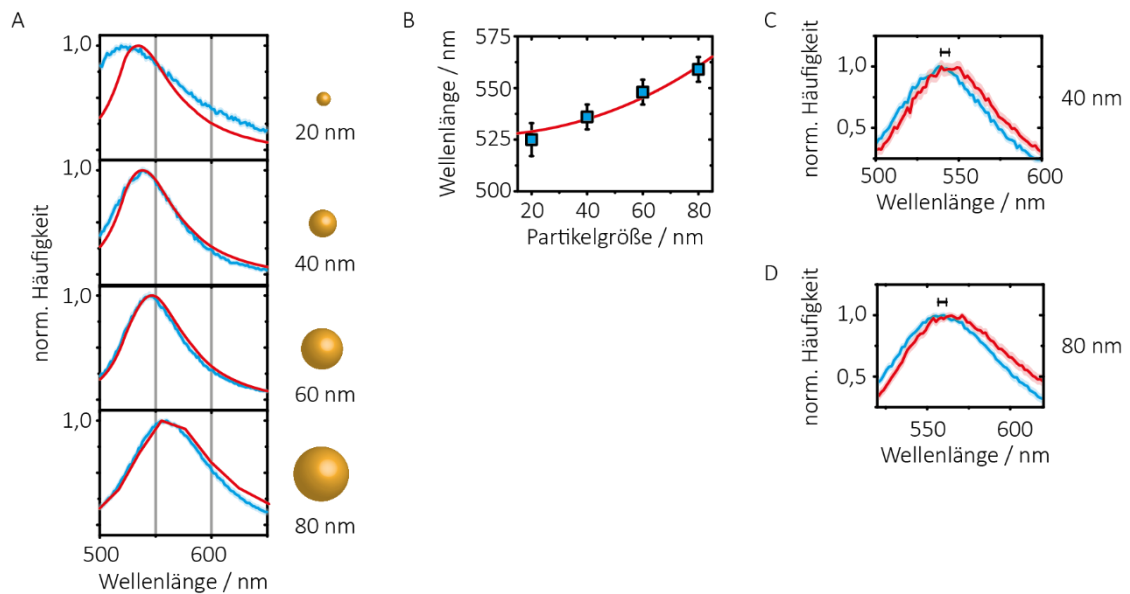 A
norm. Häufigkeit
1,0
20 nm
1,0
40 nm
1,0
60 nm
1,0
80 nm
500 600
Wellenlänge / nm
B
Wellenlänge / nm
575
550
525
500
20 40 60 80
Partikelgröße / nm
C
norm. Häufigkeit
1,0
0,5
40 nm
500 550 600
Wellenlänge / nm
D
norm. Häufigkeit
1,0
0,5
80 nm
550 600
Wellenlänge / nm